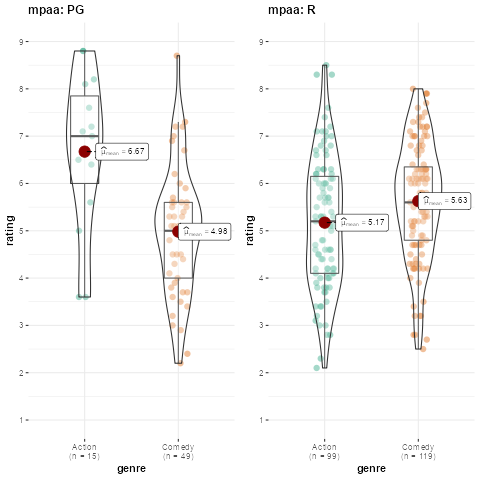 mpaa: PG
9
8
7
6
5
4
3
2
1
rating
μ̂mean = 6.67
μ̂mean = 4.98
Action
(n = 15)
Comedy
(n = 49)
genre
mpaa: R
9
8
7
6
5
4
3
2
1
rating
μ̂mean = 5.17
μ̂mean = 5.63
Action
(n = 99)
Comedy
(n = 119)
genre